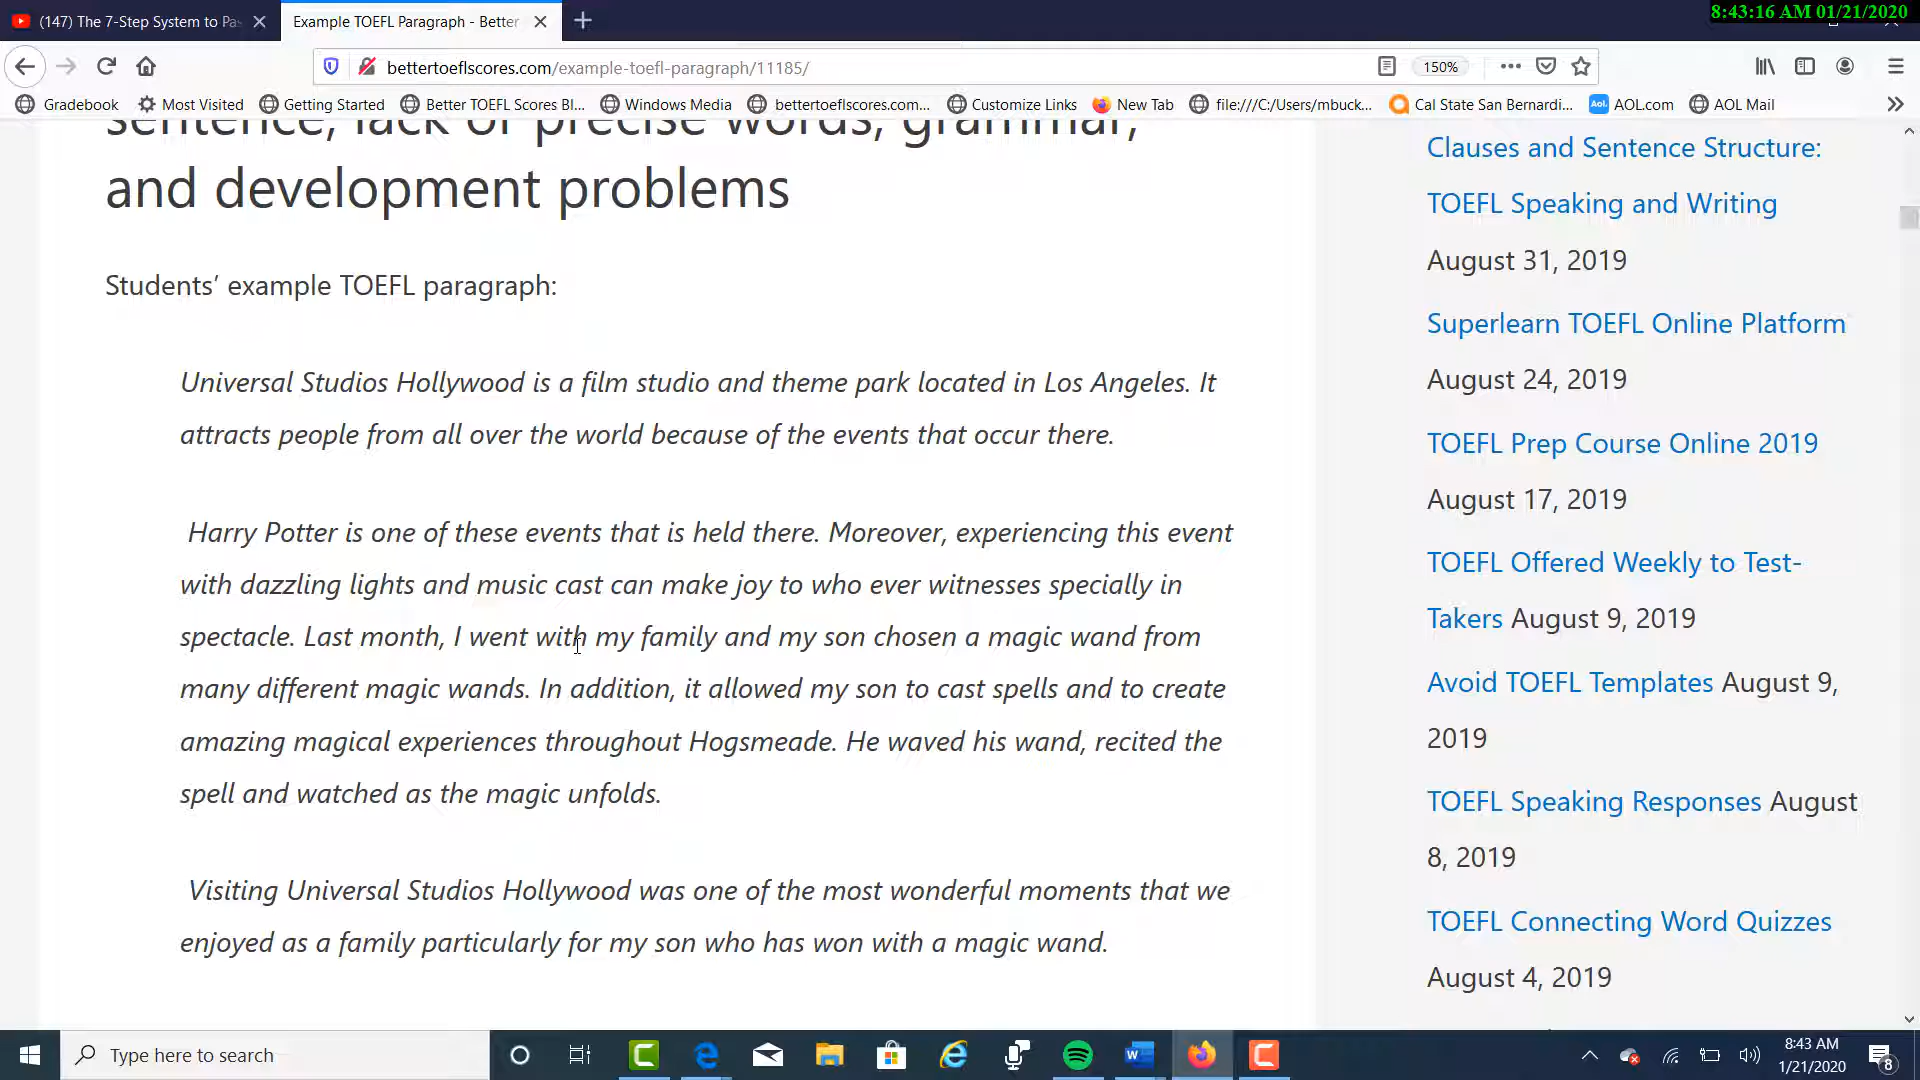 (147) The 7-Step System to Pas
Example TOEFL Paragraph - Better
8:43:16 AM 01/21/2020
bettertoeflscores.com/example-toefl-paragraph/11185/
150%
Gradebook
Most Visited
Getting Started
Better TOEFL Scores Bl...
Windows Media
bettertoeflscores.com...
Customize Links
New Tab
file:///C:/Users/mbuck...
Cal State San Bernardi...
Aol.
AOL.com
AOL Mail
sentence, lack of precise words, grammar,
and development problems
Students’ example TOEFL paragraph:
Universal Studios Hollywood is a film studio and theme park located in Los Angeles. It
attracts people from all over the world because of the events that occur there.
Harry Potter is one of these events that is held there. Moreover, experiencing this event
with dazzling lights and music cast can make joy to who ever witnesses specially in
spectacle. Last month, I went with my family and my son chosen a magic wand from
many different magic wands. In addition, it allowed my son to cast spells and to create
amazing magical experiences throughout Hogsmeade. He waved his wand, recited the
spell and watched as the magic unfolds.
Visiting Universal Studios Hollywood was one of the most wonderful moments that we
enjoyed as a family particularly for my son who has won with a magic wand.
Clauses and Sentence Structure:
TOEFL Speaking and Writing
August 31, 2019
Superlearn TOEFL Online Platform
August 24, 2019
TOEFL Prep Course Online 2019
August 17, 2019
TOEFL Offered Weekly to Test-
Takers August 9, 2019
Avoid TOEFL Templates August 9,
2019
TOEFL Speaking Responses August
8, 2019
TOEFL Connecting Word Quizzes
August 4, 2019
Type here to search
8:43 AM
1/21/2020
8